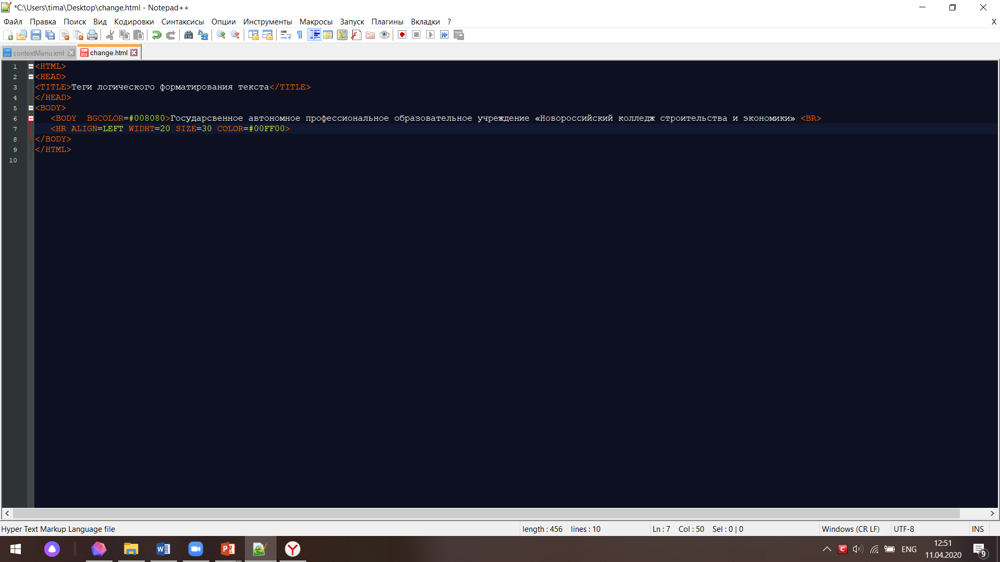 *C:\Users\tima\Desktop\change.html - Notepad++
Файл Правка Поиск Вид Кодировки Синтаксисы Опции Инструменты Макросы Запуск Плагины Вкладки ? X
contextMenu.xml change.html
1 <HTML>
2 <HEAD>
3 <TITLE>Теги логического форматирования текста</TITLE>
4 </HEAD>
5 <BODY>
6 <BODY  BGCOLOR=#008080>Государсвенное автономное профессиональное образовательное учреждение «Новороссийский колледж строительства и экономики» <BR>
7 <HR ALIGN=LEFT WIDHT=20 SIZE=30 COLOR=#00FF00>
8 </BODY>
9 </HTML>
10
Hyper Text Markup Language file length : 456 lines : 10 Ln : 7 Col : 50 Sel : 0 | 0 Windows (CR LF) UTF-8 INS
ENG 12:51
11.04.2020 9